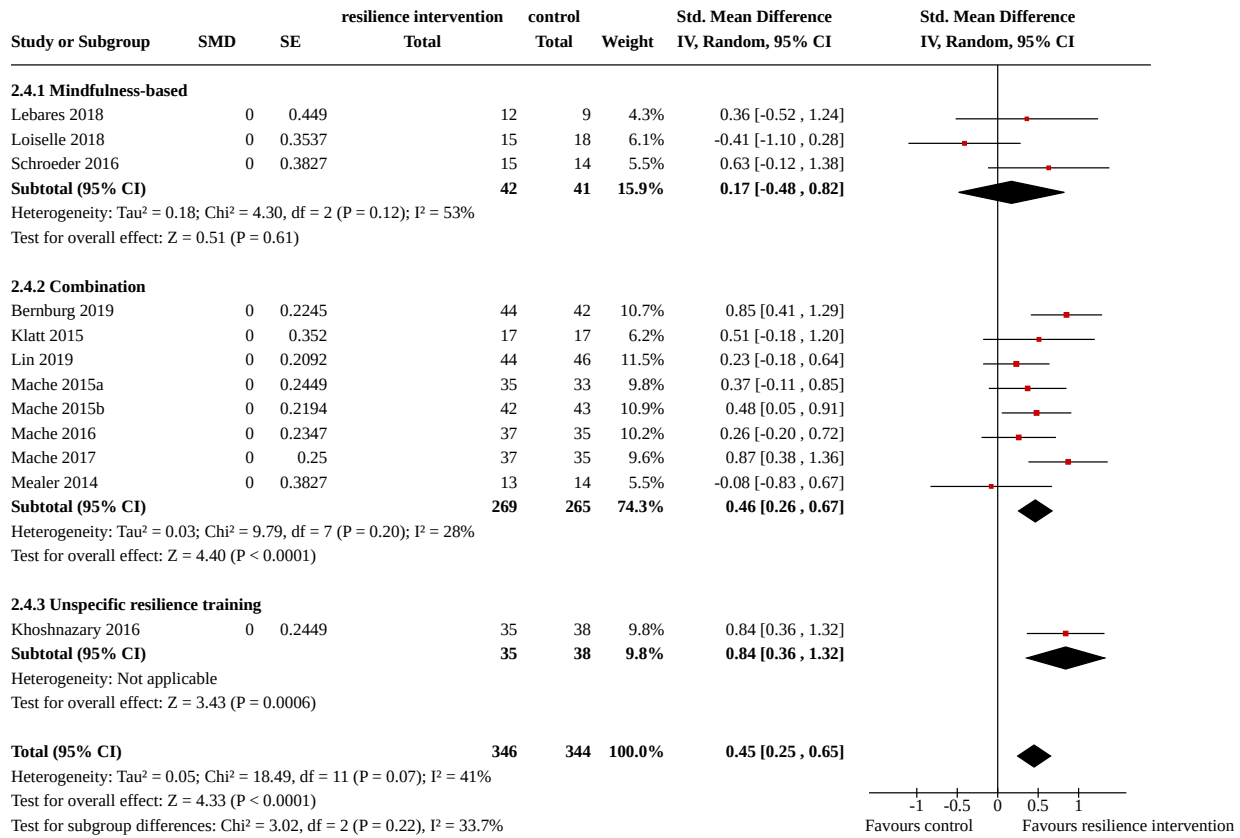 resilience intervention control Std. Mean Difference Std. Mean Difference
Study or Subgroup SMD SE Total Total Weight IV, Random, 95% CI IV, Random, 95% CI
2.4.1 Mindfulness-based
Lebares 2018 0 0.449 12 9 4.3% 0.36 [-0.52 , 1.24]
Loiselle 2018 0 0.3537 15 18 6.1% -0.41 [-1.10 , 0.28]
Schroeder 2016 0 0.3827 15 14 5.5% 0.63 [-0.12 , 1.38]
Subtotal (95% CI) 42 41 15.9% 0.17 [-0.48 , 0.82]
Heterogeneity: Tau² = 0.18; Chi² = 4.30, df = 2 (P = 0.12); I² = 53%
Test for overall effect: Z = 0.51 (P = 0.61)
2.4.2 Combination
Bernburg 2019 0 0.2245 44 42 10.7% 0.85 [0.41 , 1.29]
Klatt 2015 0 0.352 17 17 6.2% 0.51 [-0.18 , 1.20]
Lin 2019 0 0.2092 44 46 11.5% 0.23 [-0.18 , 0.64]
Mache 2015a 0 0.2449 35 33 9.8% 0.37 [-0.11 , 0.85]
Mache 2015b 0 0.2194 42 43 10.9% 0.48 [0.05 , 0.91]
Mache 2016 0 0.2347 37 35 10.2% 0.26 [-0.20 , 0.72]
Mache 2017 0 0.25 37 35 9.6% 0.87 [0.38 , 1.36]
Mealer 2014 0 0.3827 13 14 5.5% -0.08 [-0.83 , 0.67]
Subtotal (95% CI) 269 265 74.3% 0.46 [0.26 , 0.67]
Heterogeneity: Tau² = 0.03; Chi² = 9.79, df = 7 (P = 0.20); I² = 28%
Test for overall effect: Z = 4.40 (P < 0.0001)
2.4.3 Unspecific resilience training
Khoshnazary 2016 0 0.2449 35 38 9.8% 0.84 [0.36 , 1.32]
Subtotal (95% CI) 35 38 9.8% 0.84 [0.36 , 1.32]
Heterogeneity: Not applicable
Test for overall effect: Z = 3.43 (P = 0.0006)
Total (95% CI) 346 344 100.0% 0.45 [0.25 , 0.65]
Heterogeneity: Tau² = 0.05; Chi² = 18.49, df = 11 (P = 0.07); I² = 41%
Test for overall effect: Z = 4.33 (P < 0.0001)
-1 -0.5 0 0.5 1
Test for subgroup differences: Chi² = 3.02, df = 2 (P = 0.22), I² = 33.7%
Favours control Favours resilience intervention